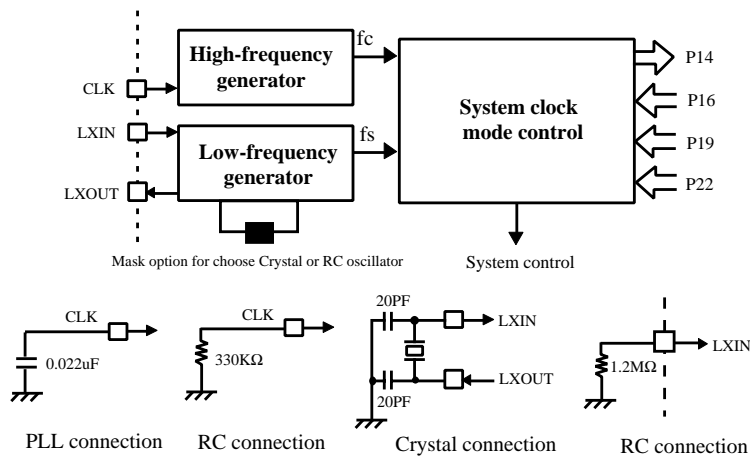 High-frequency
generator
fc
CLK
LXIN
Low-frequency
generator
fs
LXOUT
System clock
mode control
P14
P16
P19
P22
Mask option for choose Crystal or RC oscillator
System control
CLK
0.022uF
PLL connection
CLK
330KΩ
RC connection
20PF
LXIN
LXOUT
20PF
Crystal connection
LXIN
1.2MΩ
RC connection